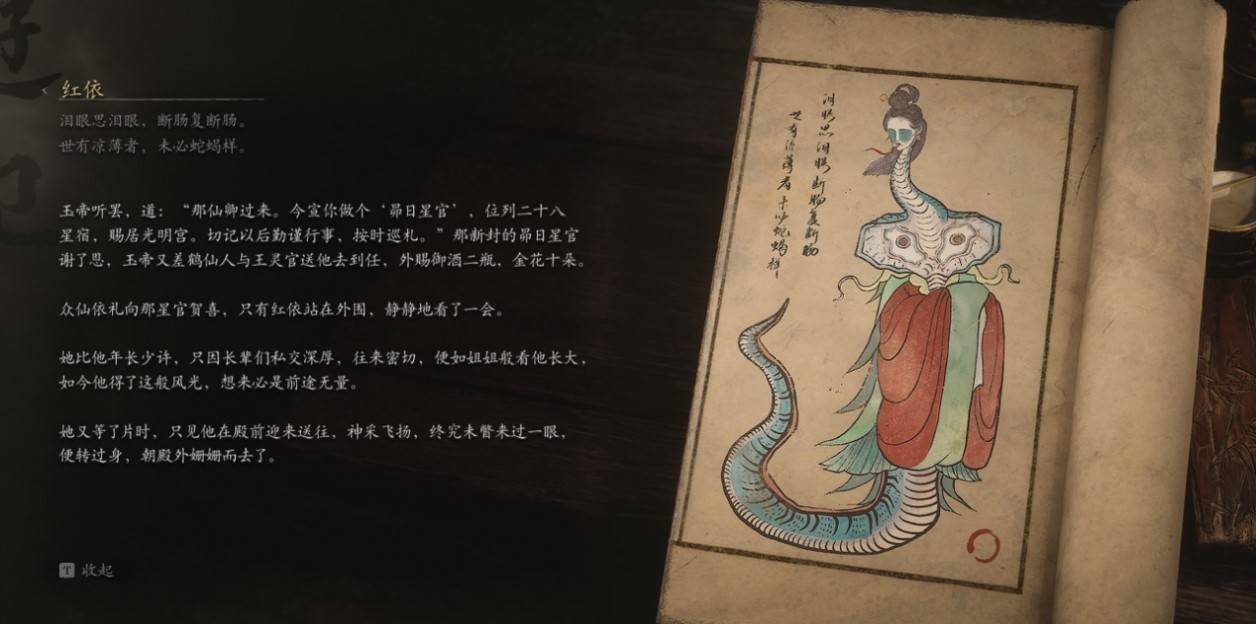 红依
泪眼思泪眼，断肠复断肠。
世有凉薄者，未必蛇蝎样。
玉帝听罢，道：“那仙卿过来。今宣你做个‘昴日星官’，位列二十八
星宿，赐居光明宫。切记以后勤谨行事，按时巡礼。”那新封的昴日星官
谢了恩，玉帝又差鹤仙人与王灵官送他去到任，外赐御酒二瓶，金花十朵。
众仙依礼向那星官贺喜，只有红依站在外围，静静地看了一会。
她比他年长少许，只因长辈们私交深厚，往来密切，便如姐姐般看他长大，
如今他得了这般风光，想来必是前途无量。
她又等了片时，只见他在殿前迎来送往，神采飞扬，终究未瞥来过一眼，
便转过身，朝殿外姗姗而去了。
T 收起
泪眼思泪眼断肠复断肠
世有凉薄者未必蛇蝎样